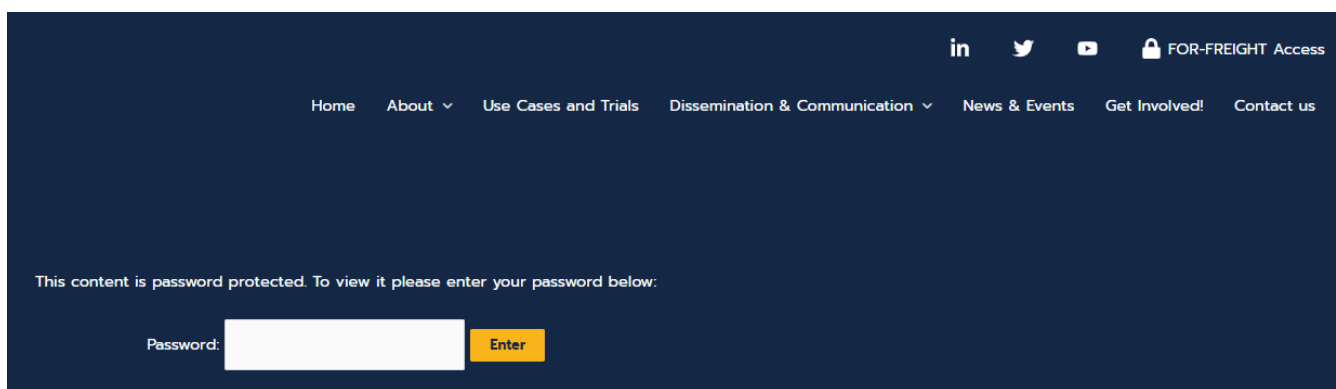 in FOR-FREIGHT Access
Home About Use Cases and Trials Dissemination & Communication News & Events Get Involved! Contact us
This content is password protected. To view it please enter your password below:
Password: Enter